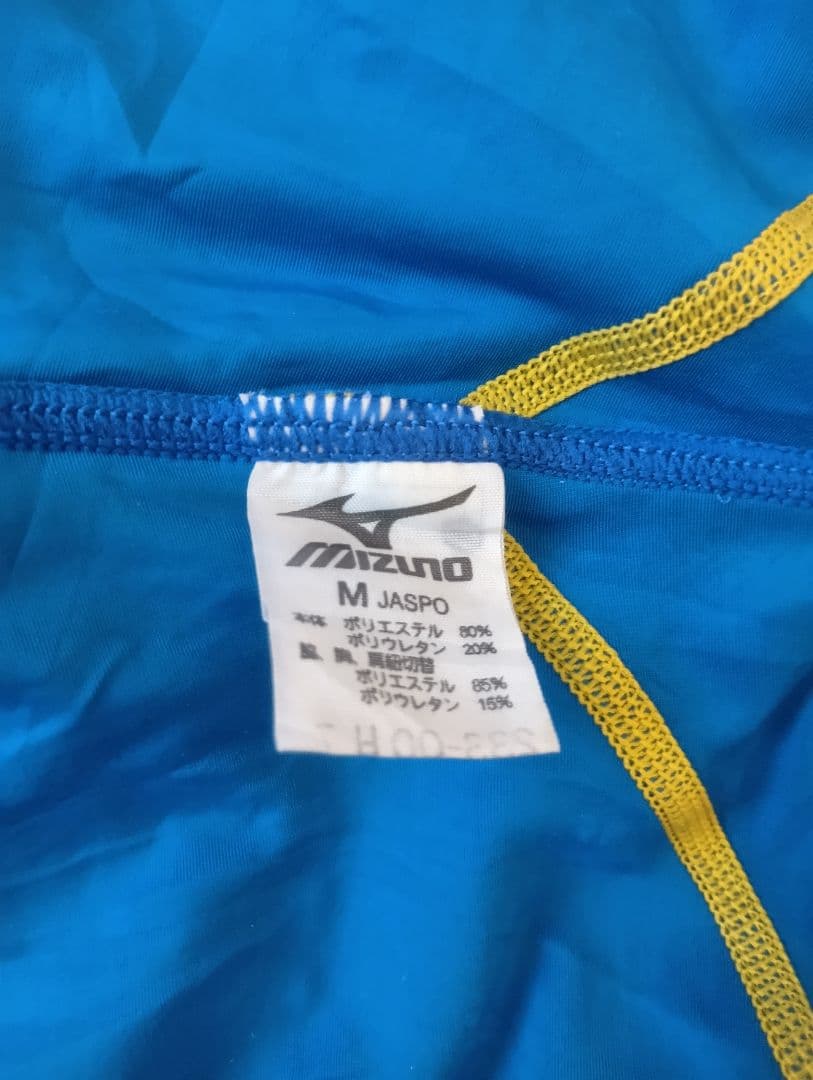 MIZUNO
M JASPO
本体 ポリエステル 80%
ポリウレタン 20%
脇、胸、肩紐切替
ポリエステル 85%
ポリウレタン 15%